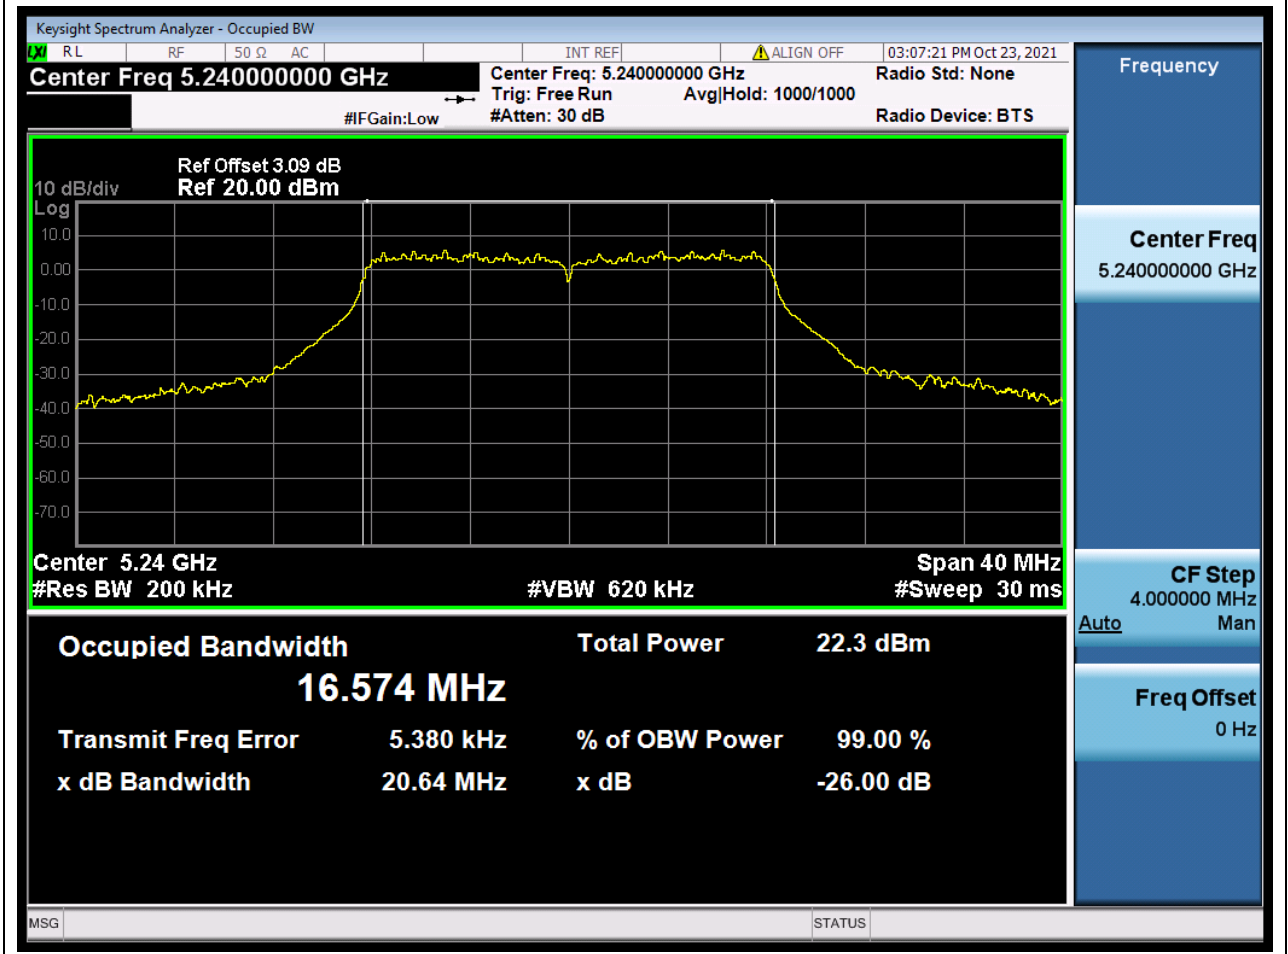 Keysight Spectrum Analyzer - Occupied BW
LXI RL RF 50 Ω AC INT REF ALIGN OFF 03:07:21 PM Oct 23, 2021
Center Freq 5.240000000 GHz
Center Freq: 5.240000000 GHz Radio Std: None
Trig: Free Run Avg|Hold: 1000/1000
#IFGain:Low #Atten: 30 dB Radio Device: BTS
Frequency
Ref Offset 3.09 dB
10 dB/div Ref 20.00 dBm
Log
10.0
0.00
-10.0
-20.0
-30.0
-40.0
-50.0
-60.0
-70.0
Center 5.24 GHz Span 40 MHz
#Res BW 200 kHz #VBW 620 kHz #Sweep 30 ms
Center Freq
5.240000000 GHz
CF Step
4.000000 MHz
Auto Man
Freq Offset
0 Hz
Occupied Bandwidth Total Power 22.3 dBm
16.574 MHz
Transmit Freq Error 5.380 kHz % of OBW Power 99.00 %
x dB Bandwidth 20.64 MHz x dB -26.00 dB
MSG STATUS